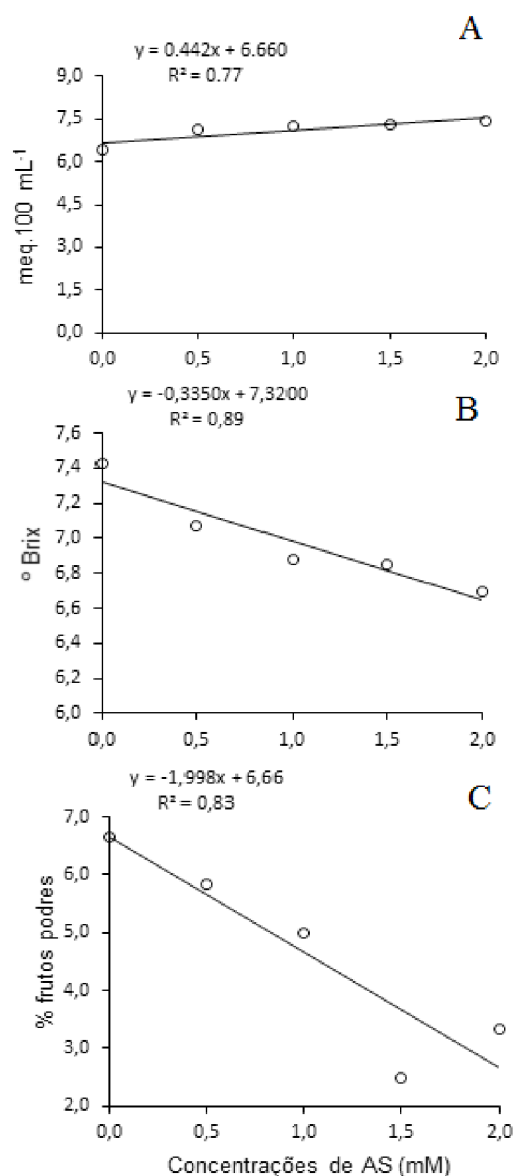 A
y = 0.442x + 6.660
R² = 0.77
9,0
7,5
6,0
4,5
3,0
1,5
0,0
meq.100 mL⁻¹
0,0 0,5 1,0 1,5 2,0
y = -0,3350x + 7,3200
R² = 0,89
B
7,6
7,4
7,2
7,0
6,8
6,6
6,4
6,2
6,0
º Brix
0,0 0,5 1,0 1,5 2,0
y = -1,998x + 6,66
R² = 0,83
C
7,0
6,0
5,0
4,0
3,0
2,0
% frutos podres
0,0 0,5 1,0 1,5 2,0
Concentrações de AS (mM)